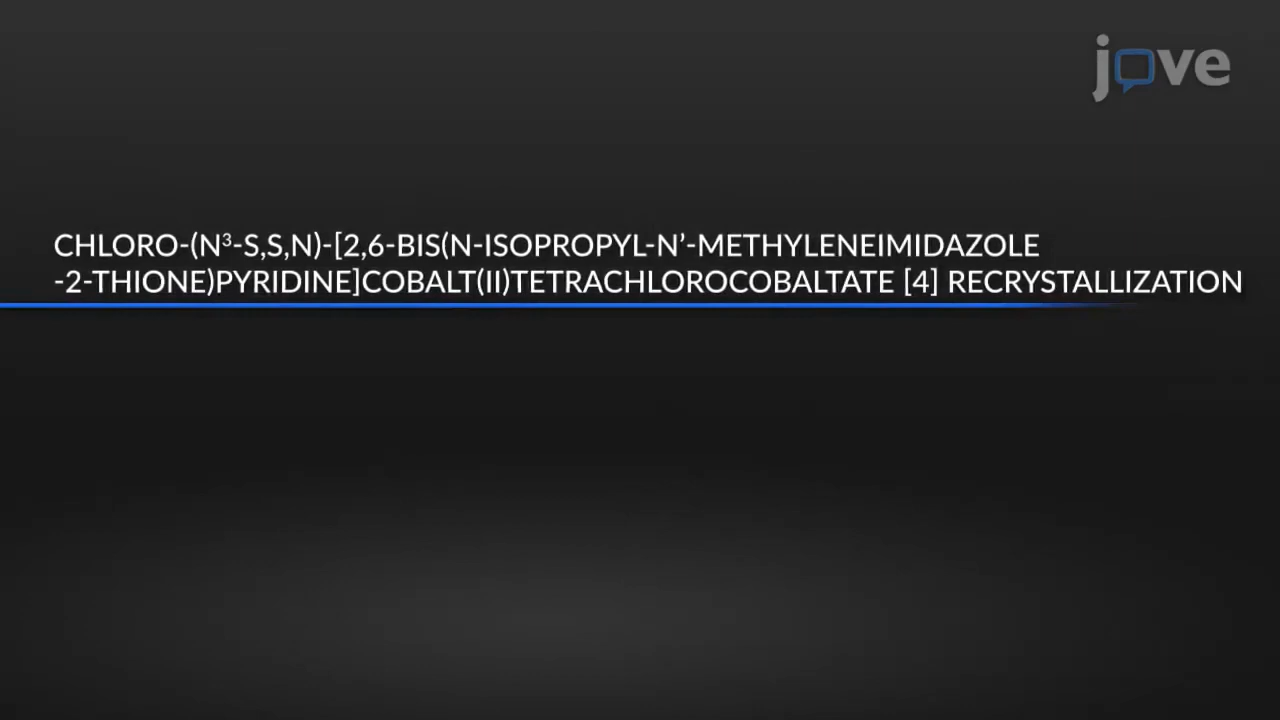 jove
CHLORO-(N³-S,S,N)-[2,6-BIS(N-ISOPROPYL-N’-METHYLENEIMIDAZOLE
-2-THIONE)PYRIDINE]COBALT(II)TETRACHLOROCOBALTATE [4] RECRYSTALLIZATION